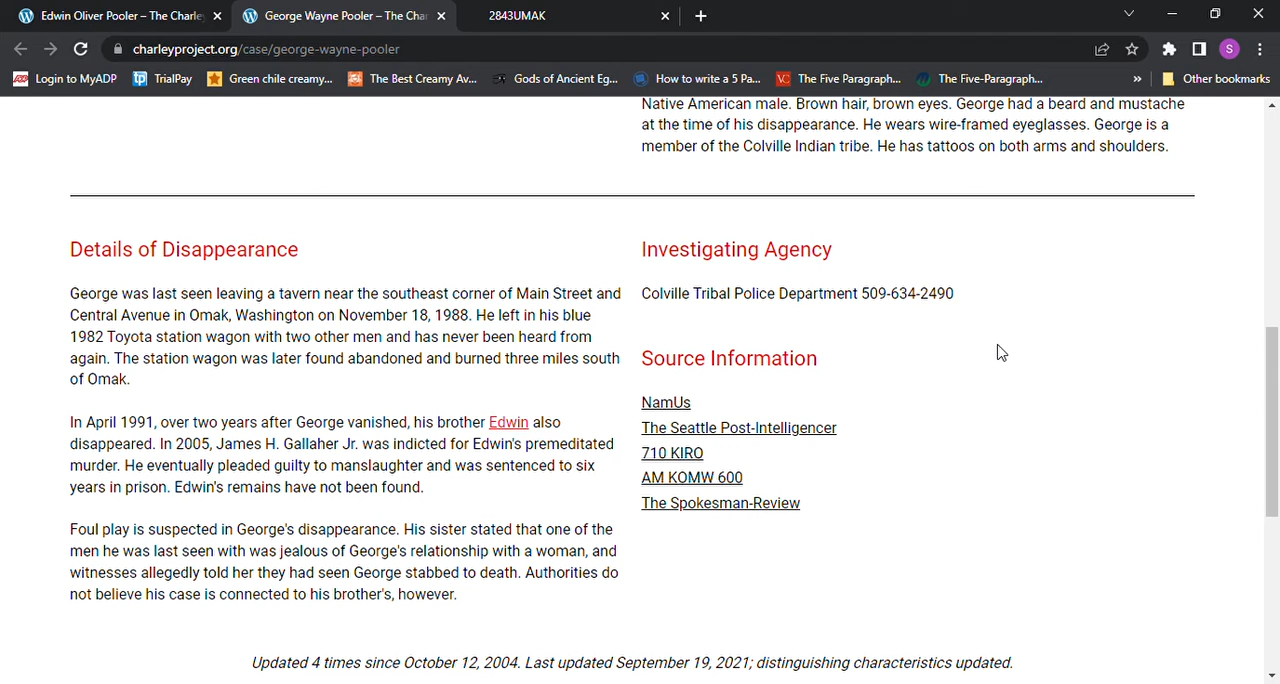 Edwin Oliver Pooler – The Charley
George Wayne Pooler – The Char
2843UMAK
charleyproject.org/case/george-wayne-pooler
S
Login to MyADP
tp TrialPay
Green chile creamy...
The Best Creamy Av...
Gods of Ancient Eg...
How to write a 5 Pa...
VC The Five Paragraph...
The Five-Paragraph...
»
Other bookmarks
Native American male. Brown hair, brown eyes. George had a beard and mustache
at the time of his disappearance. He wears wire-framed eyeglasses. George is a
member of the Colville Indian tribe. He has tattoos on both arms and shoulders.
Details of Disappearance
George was last seen leaving a tavern near the southeast corner of Main Street and
Central Avenue in Omak, Washington on November 18, 1988. He left in his blue
1982 Toyota station wagon with two other men and has never been heard from
again. The station wagon was later found abandoned and burned three miles south
of Omak.
In April 1991, over two years after George vanished, his brother Edwin also
disappeared. In 2005, James H. Gallaher Jr. was indicted for Edwin's premeditated
murder. He eventually pleaded guilty to manslaughter and was sentenced to six
years in prison. Edwin's remains have not been found.
Foul play is suspected in George's disappearance. His sister stated that one of the
men he was last seen with was jealous of George's relationship with a woman, and
witnesses allegedly told her they had seen George stabbed to death. Authorities do
not believe his case is connected to his brother's, however.
Investigating Agency
Colville Tribal Police Department 509-634-2490
Source Information
NamUs
The Seattle Post-Intelligencer
710 KIRO
AM KOMW 600
The Spokesman-Review
Updated 4 times since October 12, 2004. Last updated September 19, 2021; distinguishing characteristics updated.